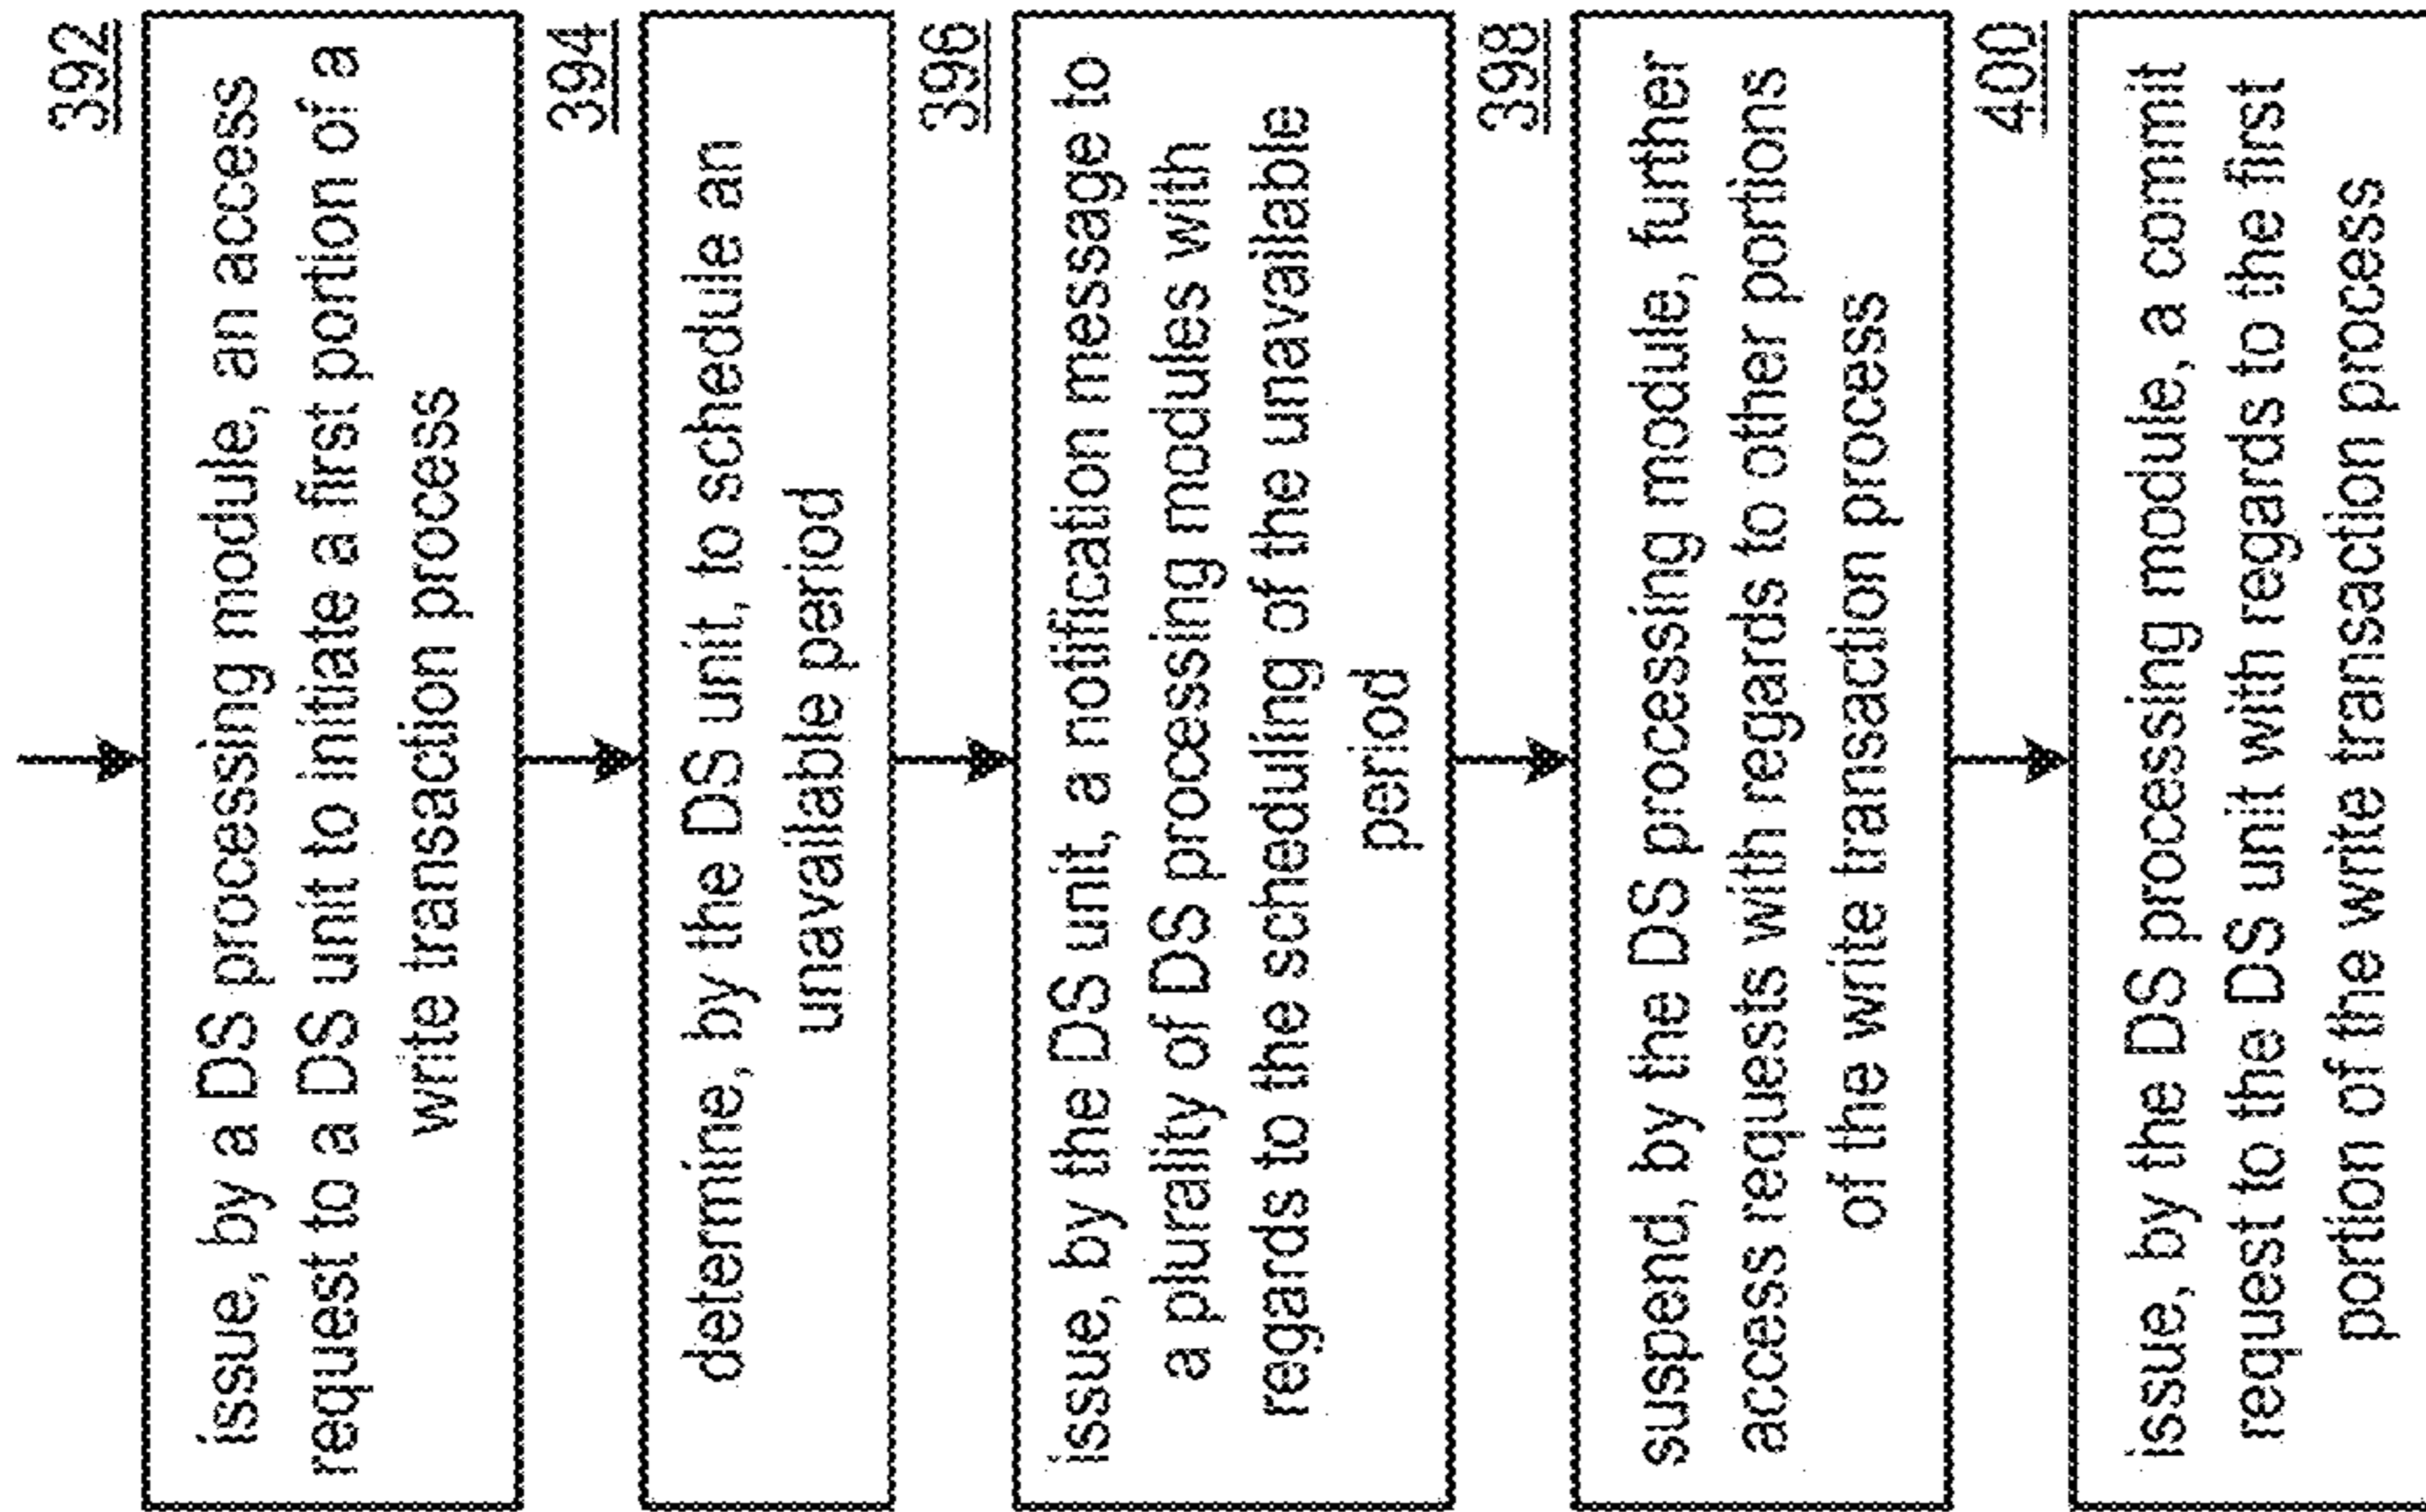 392
issue, by a DS processing module, an access
request to a DS unit to initiate a first portion of a
write transaction process
394
determine, by the DS unit, to schedule an
unavailable period
396
issue, by the DS unit, a notification message to
a plurality of DS processing modules with
regards to the scheduling of the unavailable
period
398
suspend, by the DS processing module, further
access requests with regards to other portions
of the write transaction process
400
issue, by the DS processing module, a commit
request to the DS unit with regards to the first
portion of the write transaction process